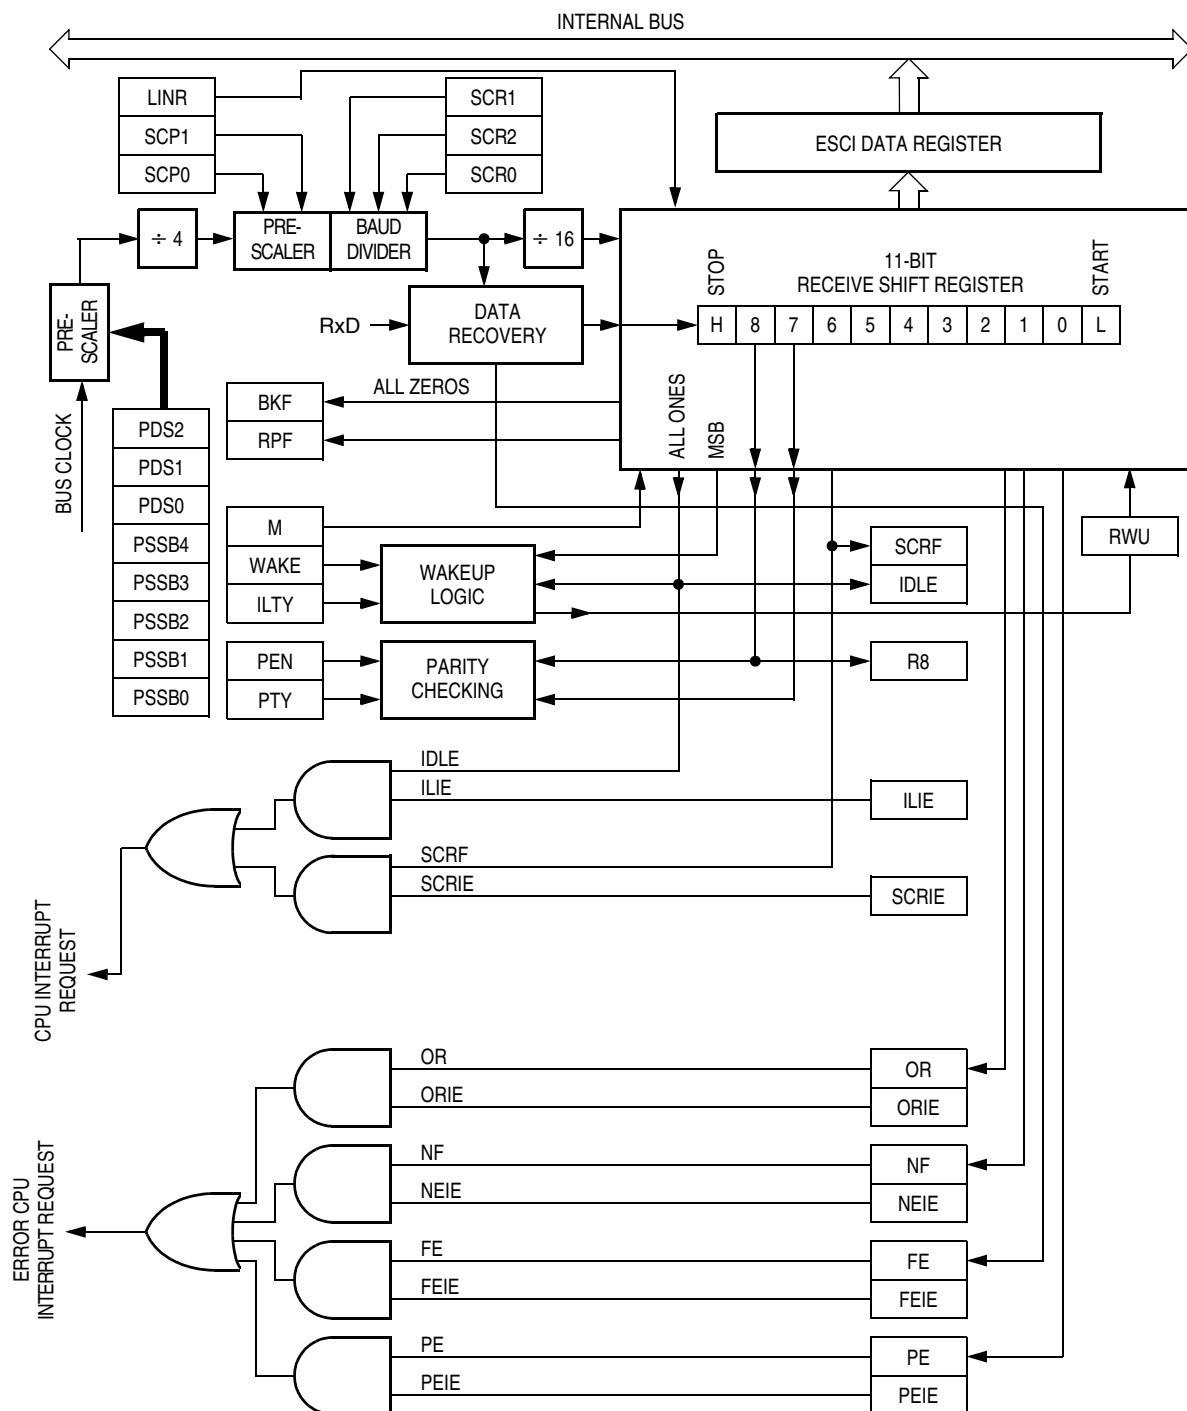 INTERNAL BUS
LINR
SCP1
SCP0
SCR1
SCR2
SCR0
ESCI DATA REGISTER
÷ 4
PRE-
SCALER
BAUD
DIVIDER
÷ 16
PRE-
SCALER
BUS CLOCK
RxD
DATA
RECOVERY
STOP
11-BIT
RECEIVE SHIFT REGISTER
START
H
8
7
6
5
4
3
2
1
0
L
ALL ZEROS
ALL ONES
MSB
BKF
RPF
PDS2
PDS1
PDS0
PSSB4
PSSB3
PSSB2
PSSB1
PSSB0
M
WAKE
ILTY
WAKEUP
LOGIC
SCRF
IDLE
RWU
PEN
PTY
PARITY
CHECKING
R8
IDLE
ILIE
ILIE
SCRF
SCRIE
SCRIE
CPU INTERRUPT
REQUEST
OR
ORIE
OR
ORIE
NF
NEIE
NF
NEIE
ERROR CPU
INTERRUPT REQUEST
FE
FEIE
FE
FEIE
PE
PEIE
PE
PEIE